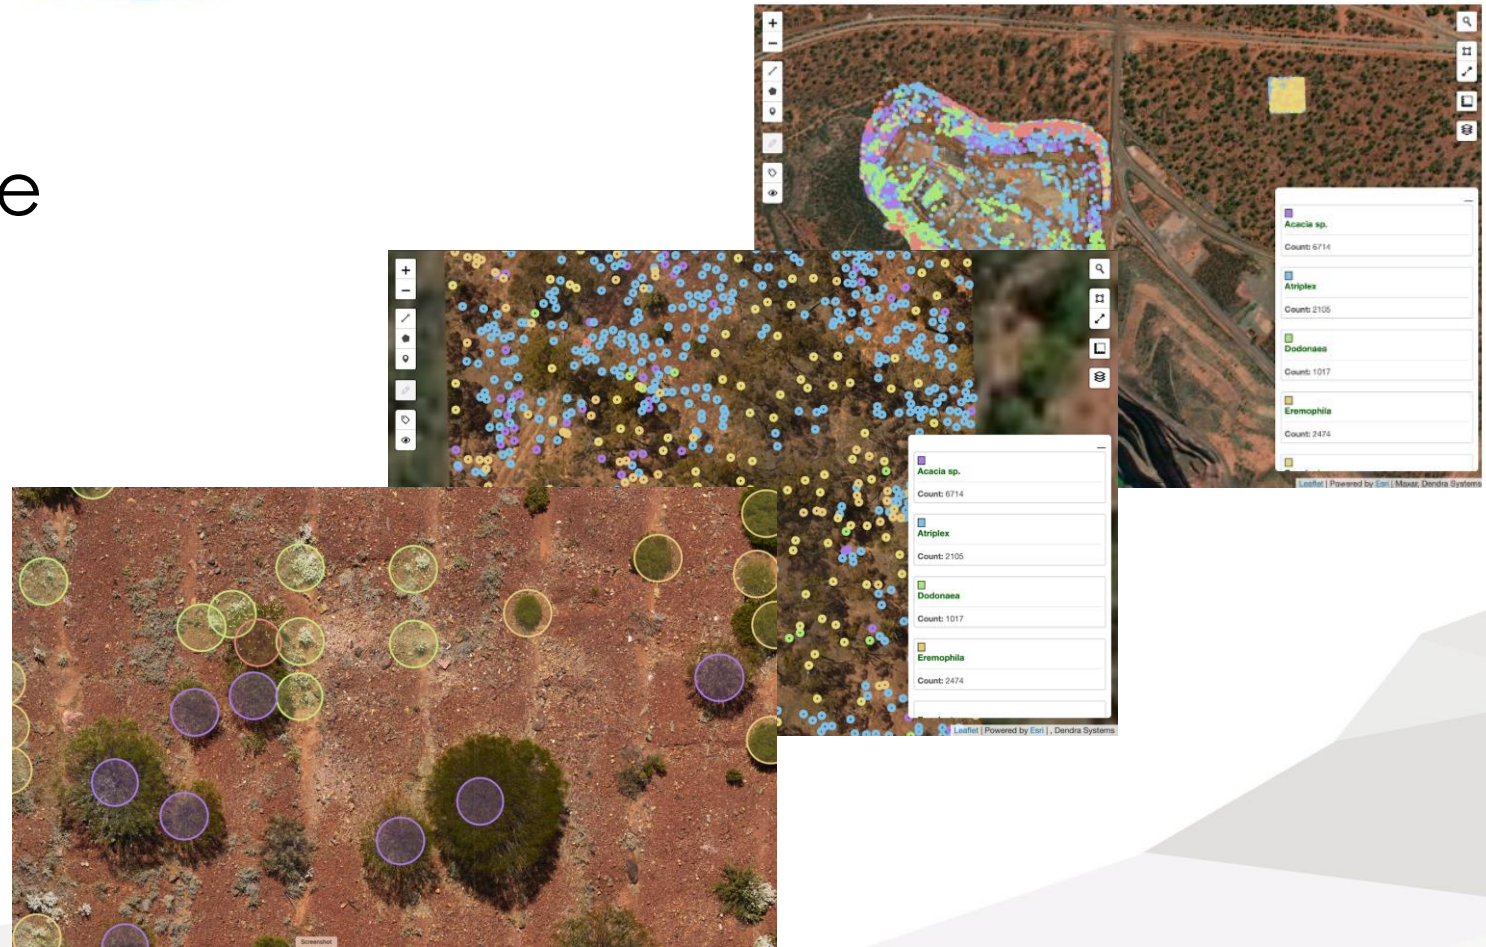 e
Acacia sp.
Count: 6714
Atriplex
Count: 2105
Dodonaea
Count: 1017
Eremophila
Count: 2474
Leaflet | Powered by Esri | Maxar, Dendra Systems
Acacia sp.
Count: 6714
Atriplex
Count: 2105
Dodonaea
Count: 1017
Eremophila
Count: 2474
Leaflet | Powered by Esri | , Dendra Systems
Screenshot